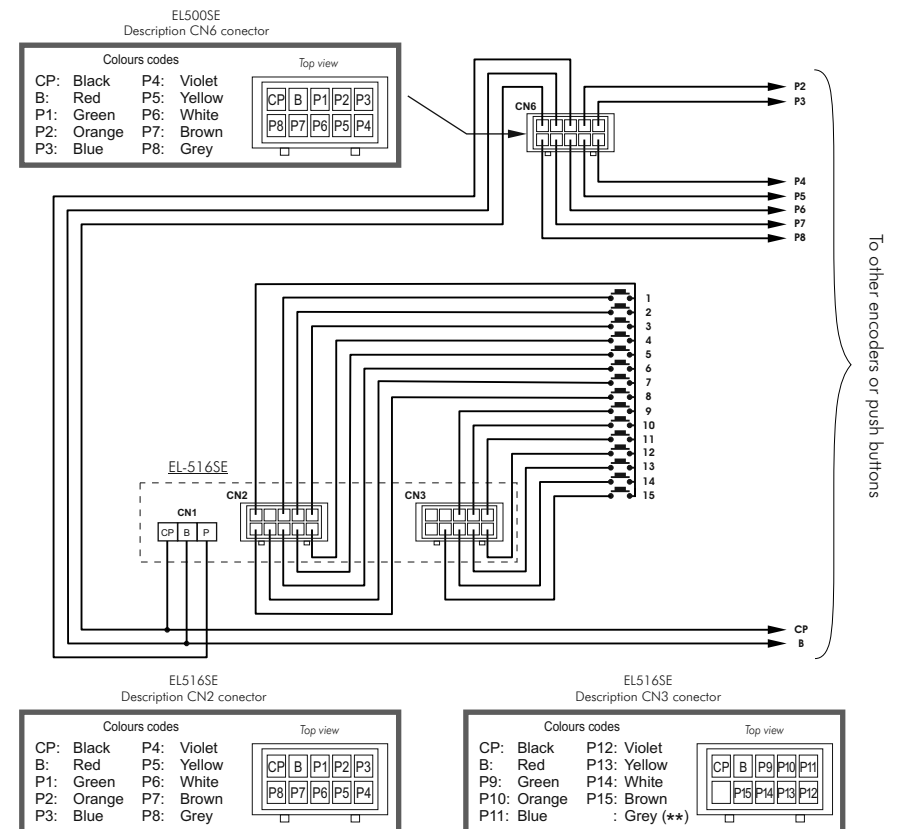 EL500SE
Description CN6 conector
Colours codes
Top view
CP: Black P4: Violet
B: Red P5: Yellow
P1: Green P6: White
P2: Orange P7: Brown
P3: Blue P8: Grey
CP B P1 P2 P3
P8 P7 P6 P5 P4
CN6
P2
P3
P4
P5
P6
P7
P8
To other encoders or push buttons
1
2
3
4
5
6
7
8
9
10
11
12
13
14
15
EL-516SE
CN1
CP B P
CN2
CN3
CP
B
EL516SE
Description CN2 conector
Colours codes
Top view
CP: Black P4: Violet
B: Red P5: Yellow
P1: Green P6: White
P2: Orange P7: Brown
P3: Blue P8: Grey
CP B P1 P2 P3
P8 P7 P6 P5 P4
EL516SE
Description CN3 conector
Colours codes
Top view
CP: Black P12: Violet
B: Red P13: Yellow
P9: Green P14: White
P10: Orange P15: Brown
P11: Blue : Grey (**)
CP B P9 P10 P11
P15 P14 P13 P12